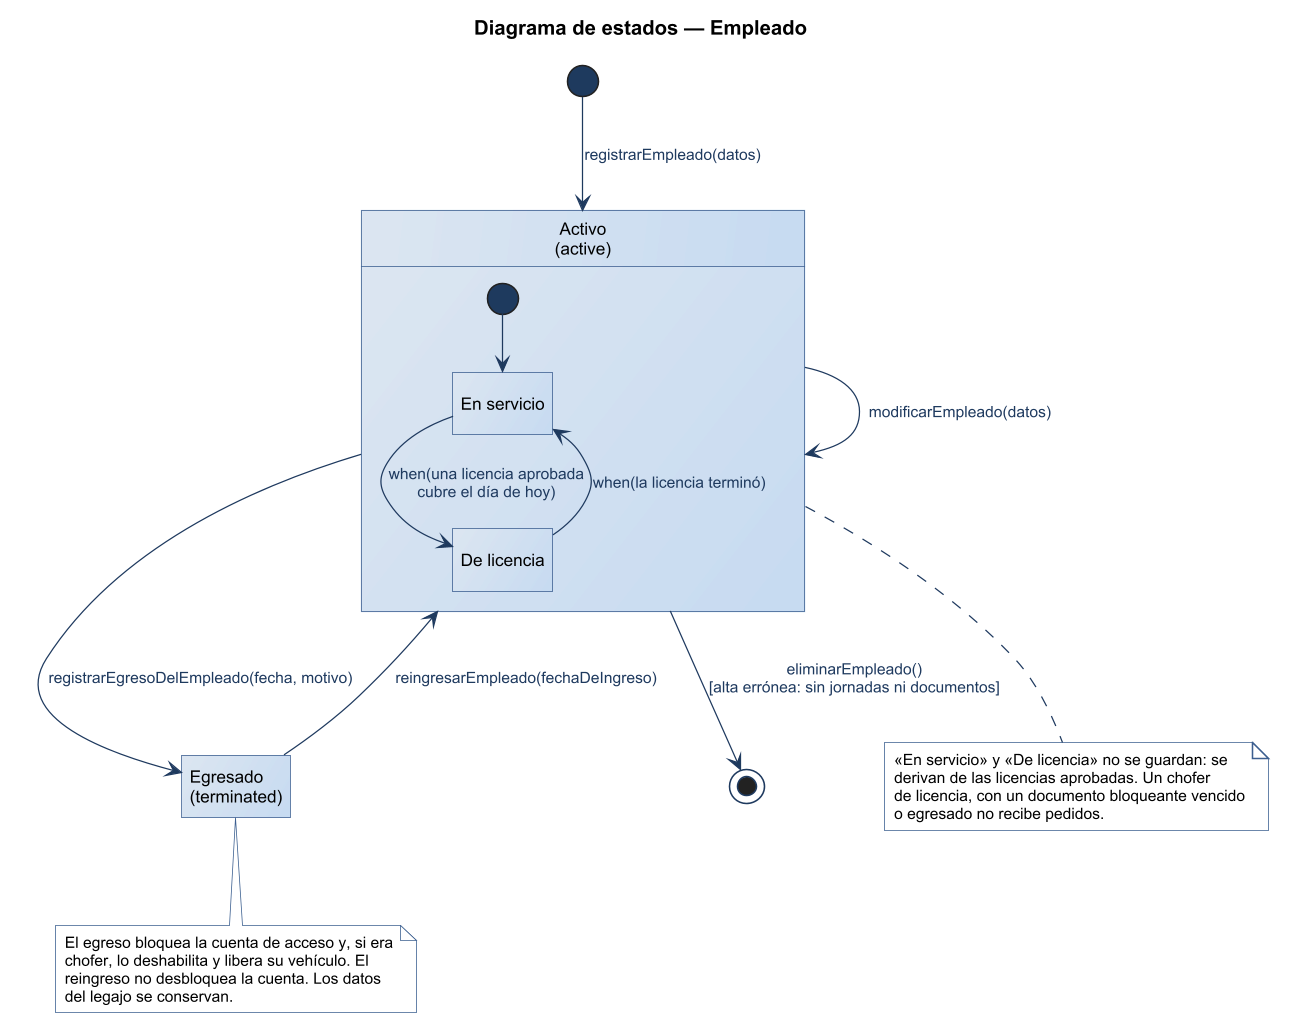 Diagrama de estados — Empleado
registrarEmpleado(datos)
Activo
(active)
En servicio
modificarEmpleado(datos)
when(una licencia aprobada
cubre el día de hoy)
when(la licencia terminó)
De licencia
registrarEgresoDelEmpleado(fecha, motivo)
reingresarEmpleado(fechaDeIngreso)
eliminarEmpleado()
[alta errónea: sin jornadas ni documentos]
Egresado
(terminated)
«En servicio» y «De licencia» no se guardan: se
derivan de las licencias aprobadas. Un chofer
de licencia, con un documento bloqueante vencido
o egresado no recibe pedidos.
El egreso bloquea la cuenta de acceso y, si era
chofer, lo deshabilita y libera su vehículo. El
reingreso no desbloquea la cuenta. Los datos
del legajo se conservan.